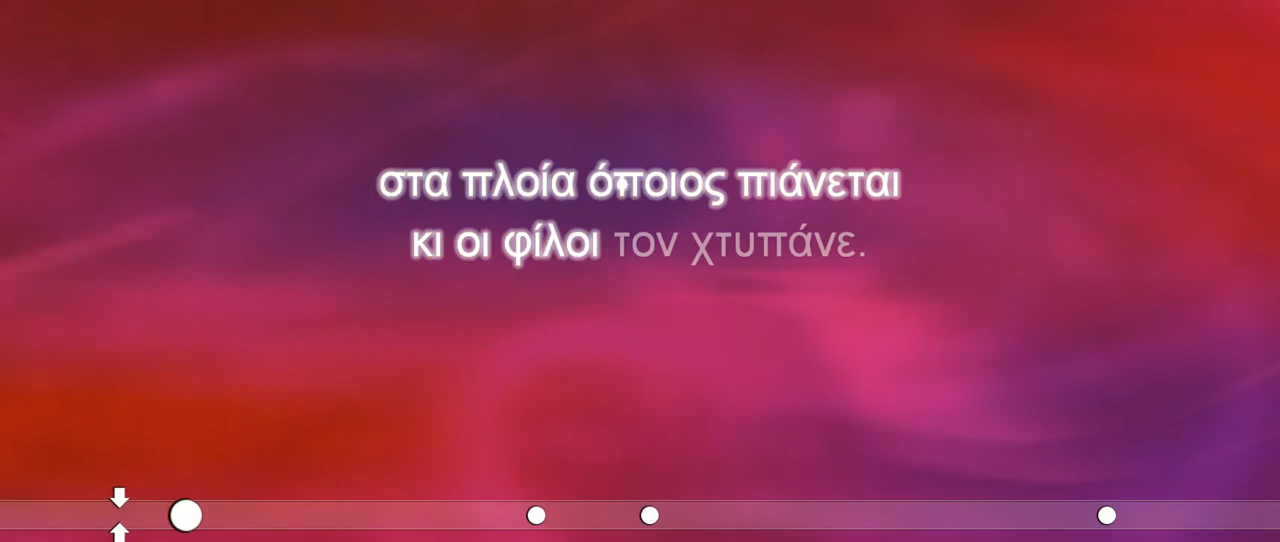 στα πλοία όποιος πιάνεται
κι οι φίλοι τον χτυπάνε.